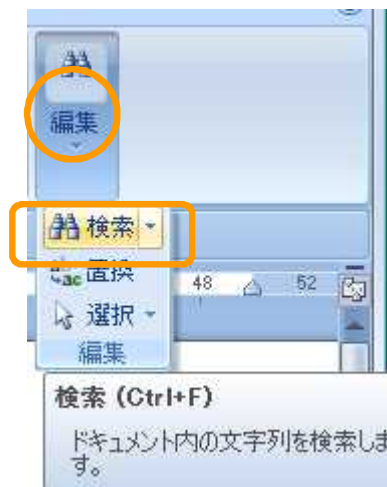 編集
検索
置換
48 52
選択
編集
検索 (Ctrl+F)
ドキュメント内の文字列を検索しま
す。